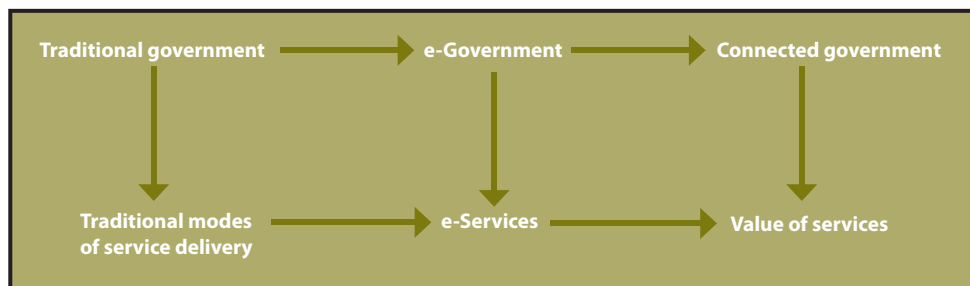 Traditional government
e-Government
Connected government
Traditional modes
of service delivery
e-Services
Value of services